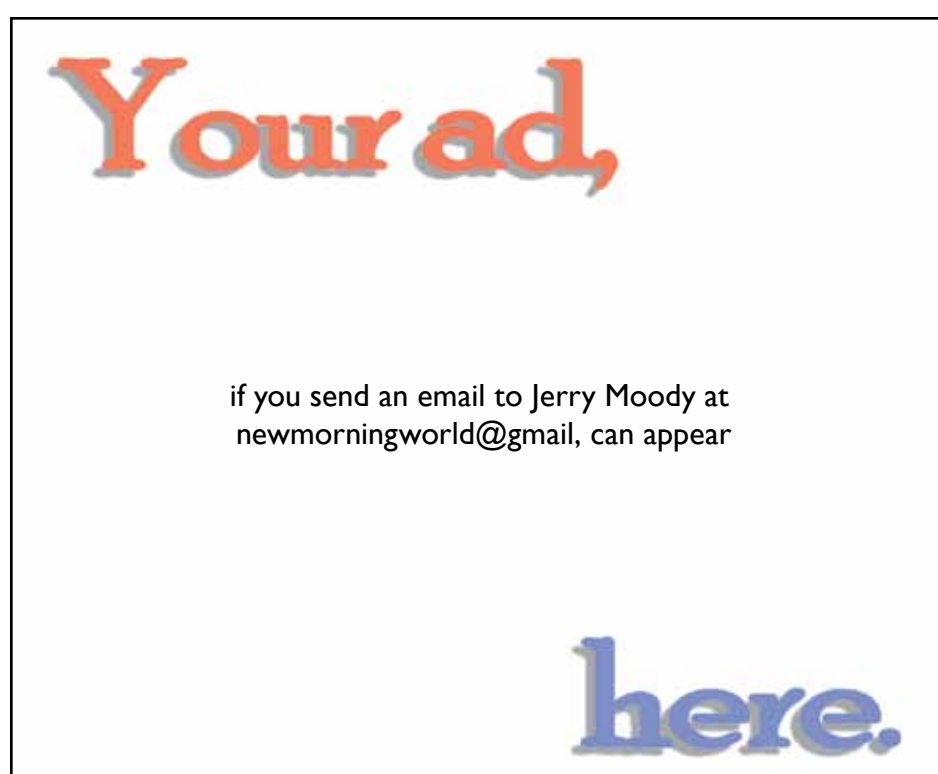 Your ad,
if you send an email to Jerry Moody at
newmorningworld@gmail, can appear
here.